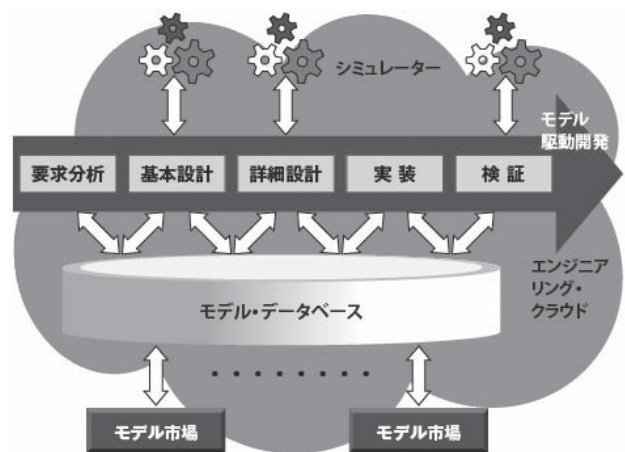 シミュレーター
モデル
駆動開発
要求分析
基本設計
詳細設計
実装
検証
エンジニア
リング・
クラウド
モデル・データベース
モデル市場
モデル市場